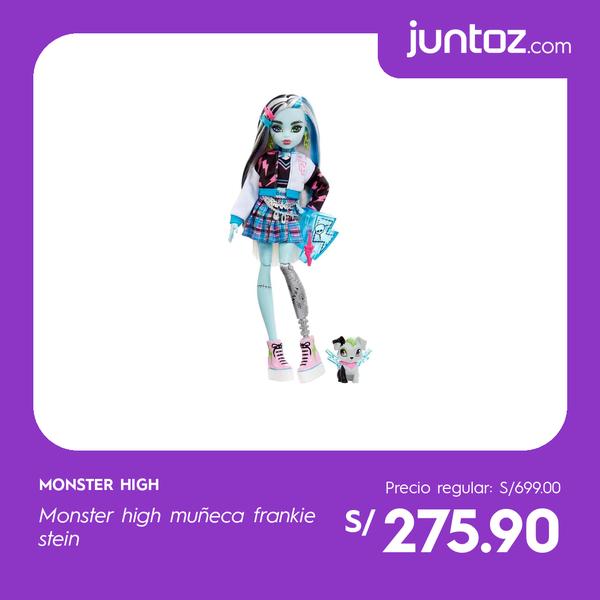 juntoz.com
MONSTER HIGH
Monster high muñeca frankie
stein
Precio regular: S/699.00
S/275.90